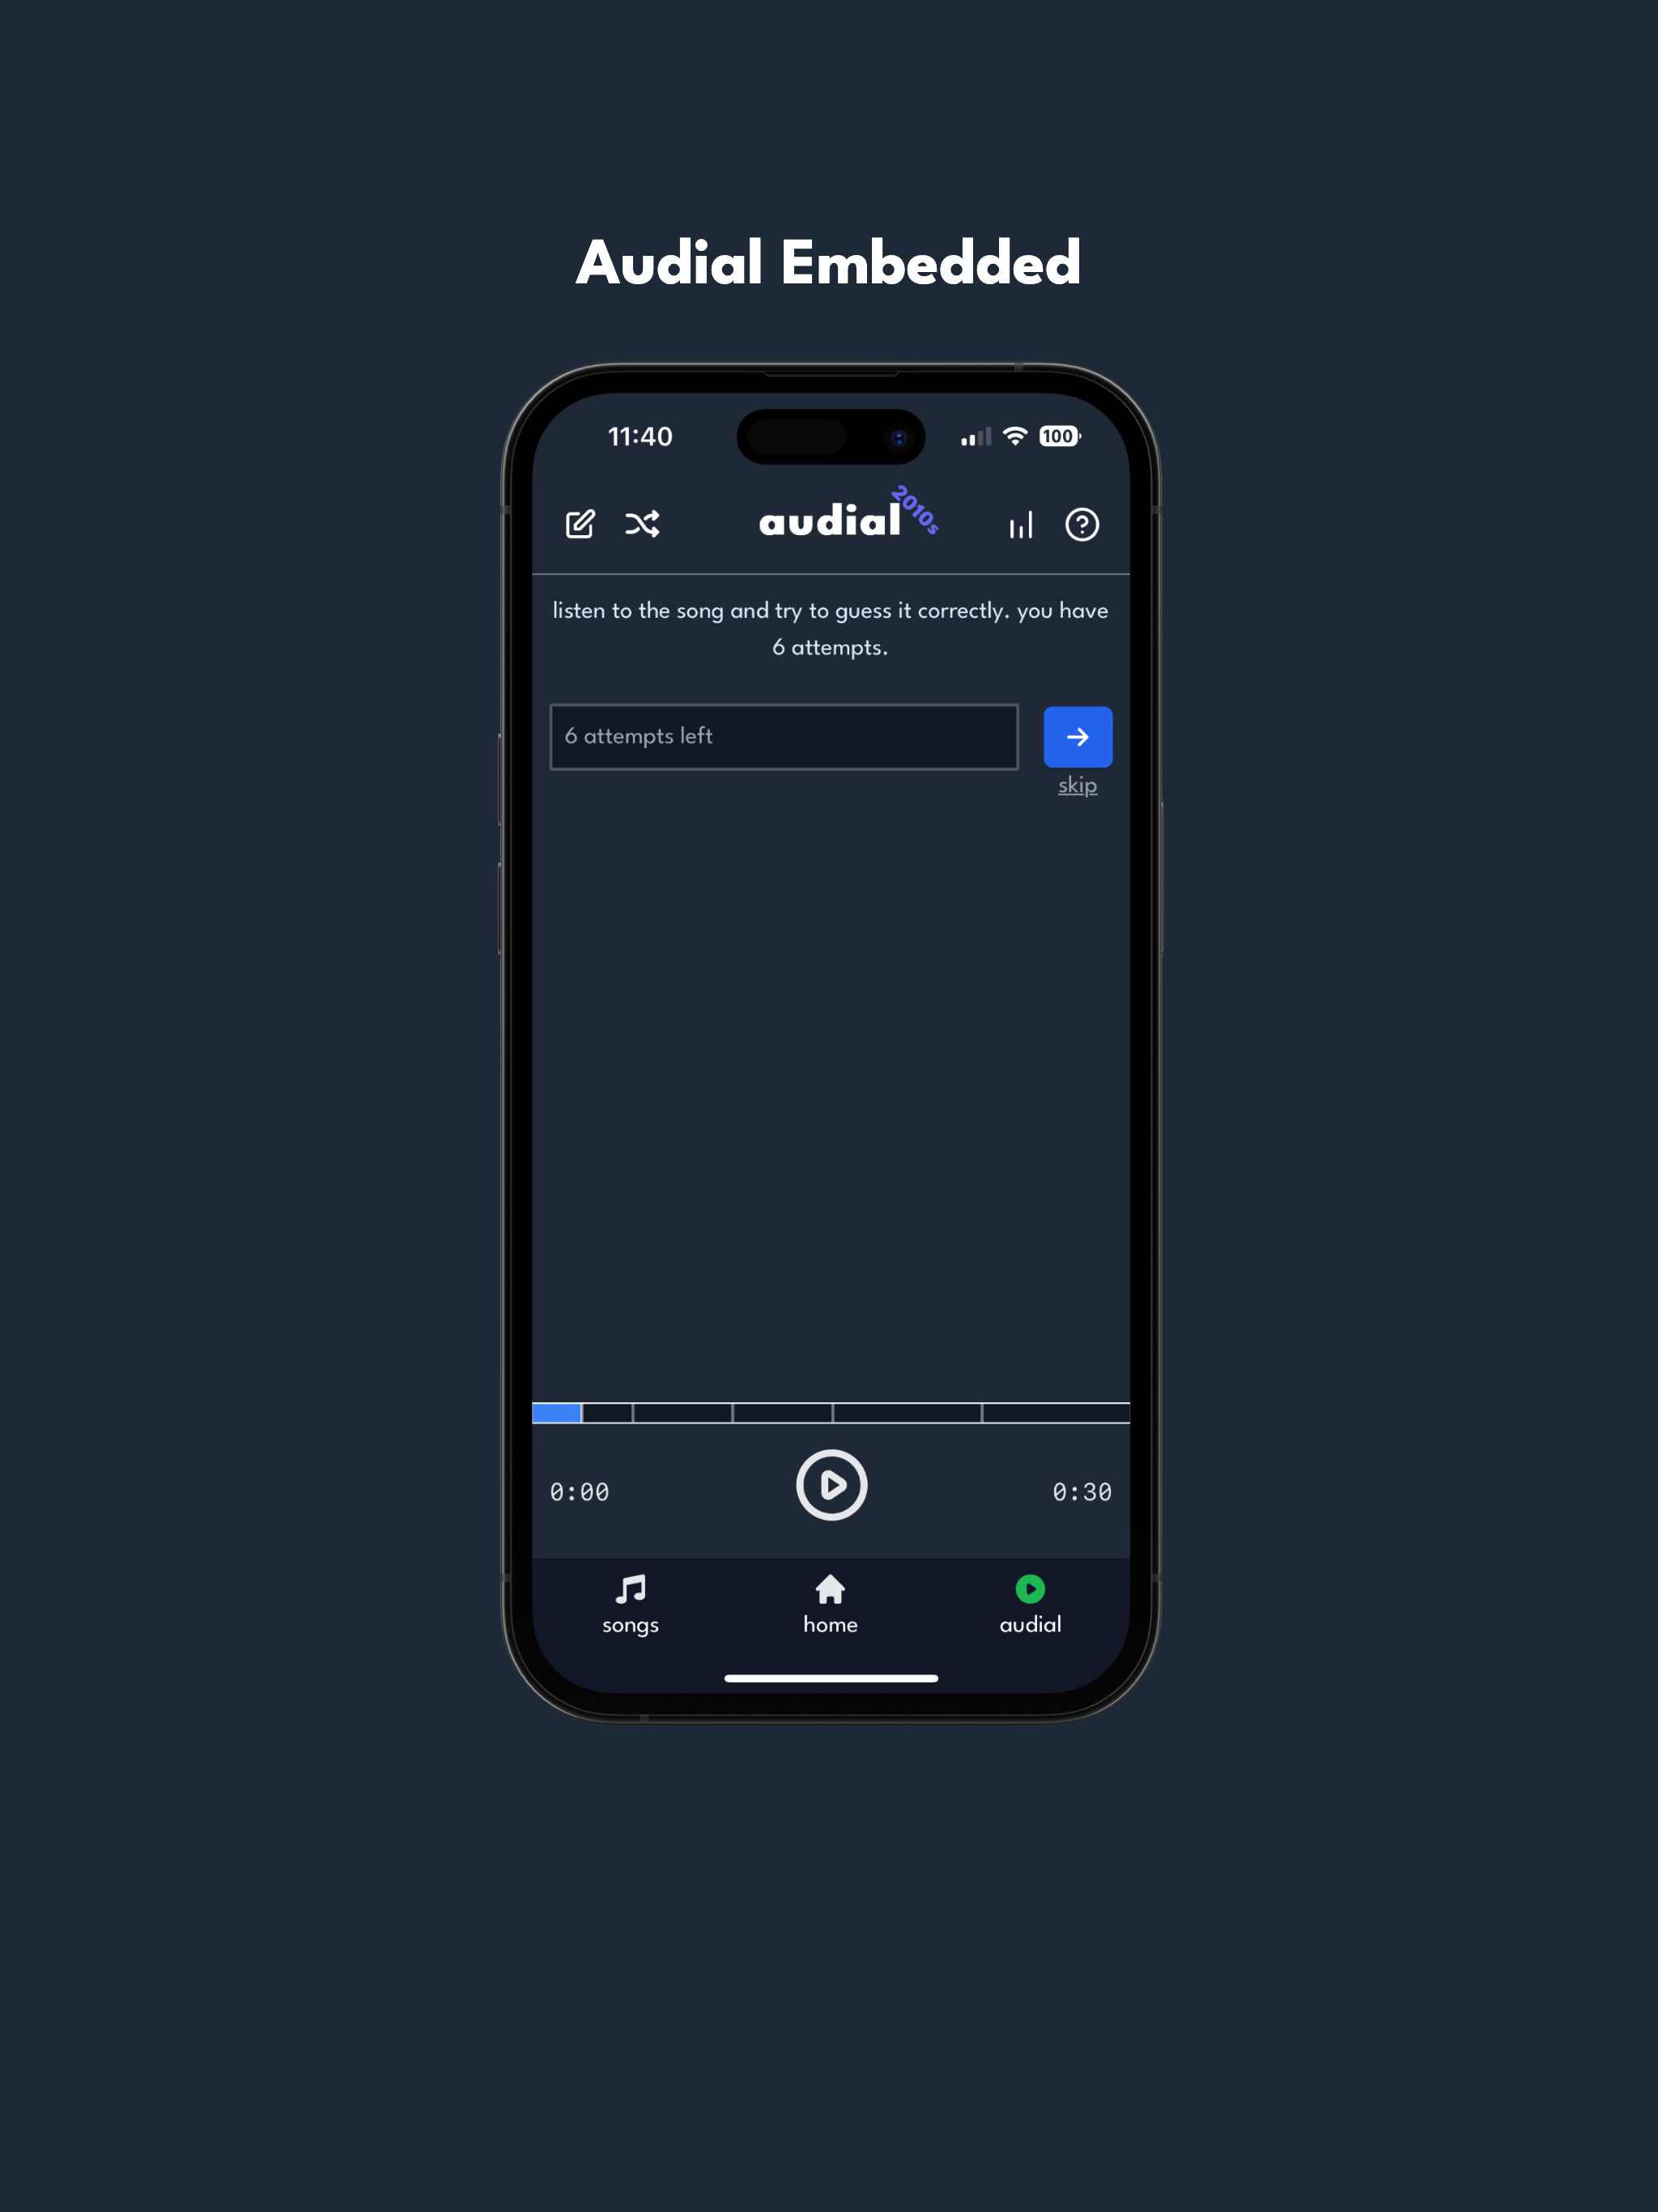 Audial Embedded
11:40
100
audial 2010s
listen to the song and try to guess it correctly. you have
6 attempts.
6 attempts left
skip
0:00
0:30
songs
home
audial